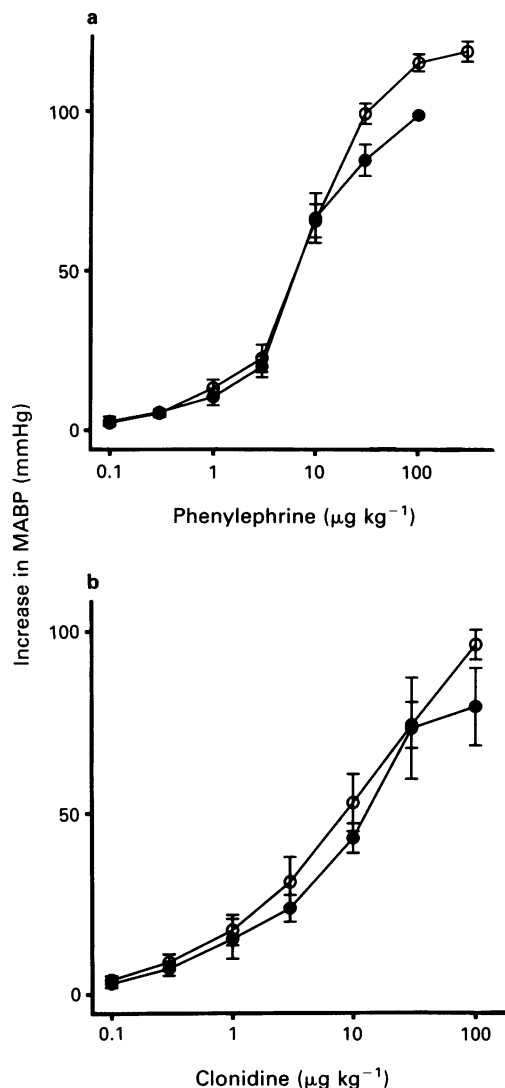 a
100
50
0
0.1 1 10 100
Phenylephrine (μg kg⁻¹)
Increase in MABP (mmHg)
b
100
50
0
0.1 1 10 100
Clonidine (μg kg⁻¹)